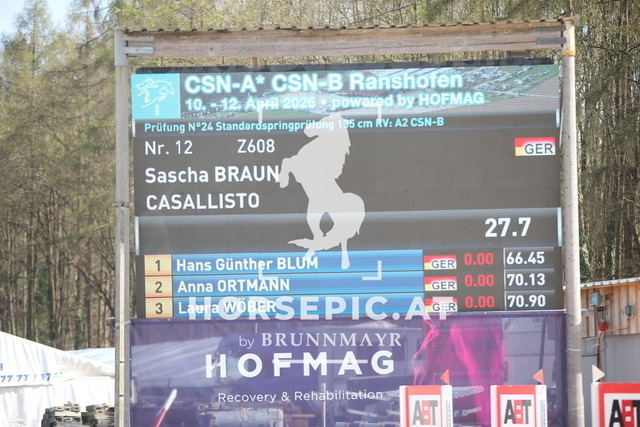 CSN-A* CSN-B Ranshofen
10. - 12. April 2026 • powered by HOFMAG
Prüfung N°24 Standardspringprüfung 135 cm RV: A2 CSN-B
Nr. 12 Z608
GER
Sascha BRAUN
CASALLISTO
27.7
1 Hans Günther BLUM GER 0.00 66.45
2 Anna ORTMANN GER 0.00 70.13
3 Laura WÖBER GER 0.00 70.90
HORSEPIC.AT
by BRUNNMAYR
HOFMAG
Recovery & Rehabilitation
ABT ABT ABT